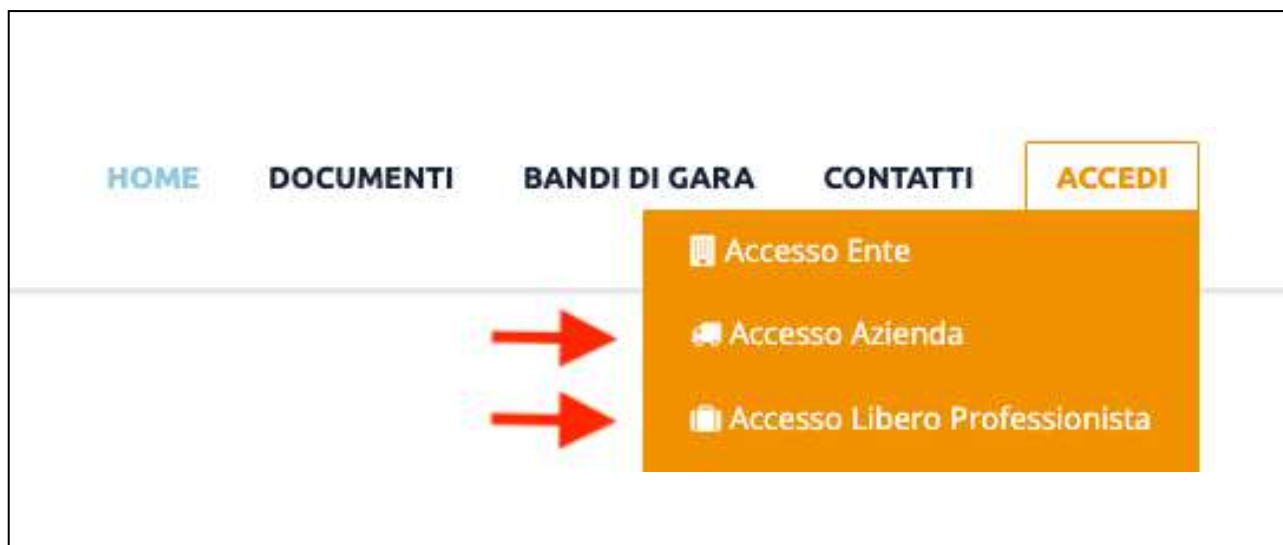 HOME DOCUMENTI BANDI DI GARA CONTATTI ACCEDI
Accesso Ente
Accesso Azienda
Accesso Libero Professionista